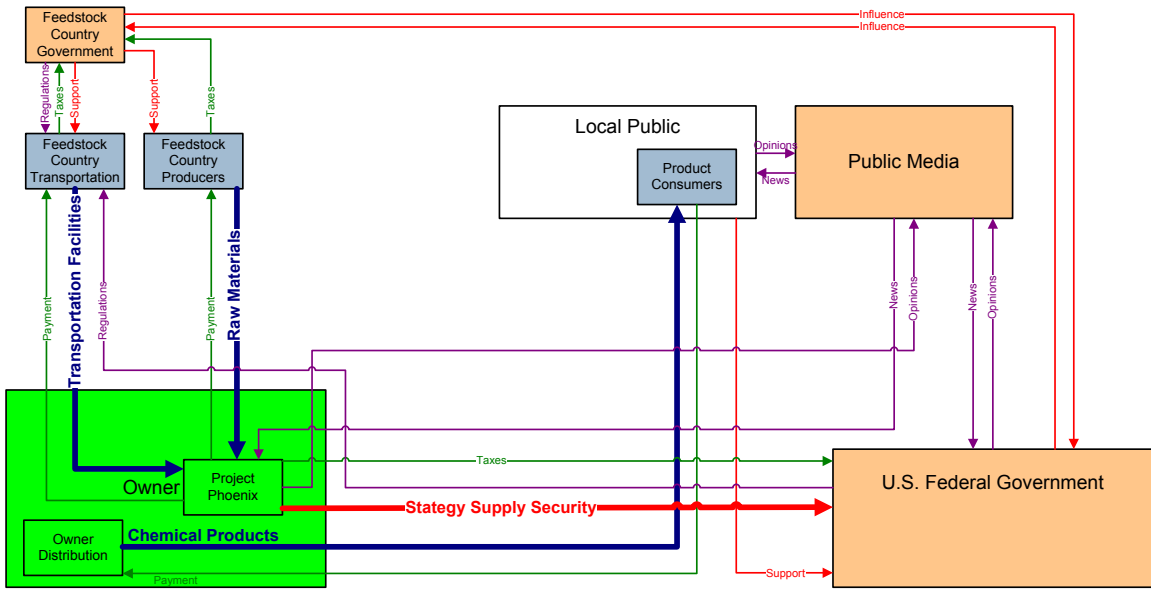 Feedstock
Country
Government
Influence
Influence
Regulations
Taxes
Support
Support
Taxes
Feedstock
Country
Transportation
Feedstock
Country
Producers
Local Public
Product
Consumers
Opinions
News
Public Media
Transportation Facilities
Raw Materials
Payment
Regulations
Payment
News
Opinions
News
Opinions
Owner
Project
Phoenix
Taxes
U.S. Federal Government
Stategy Supply Security
Owner
Distribution
Chemical Products
Payment
Support